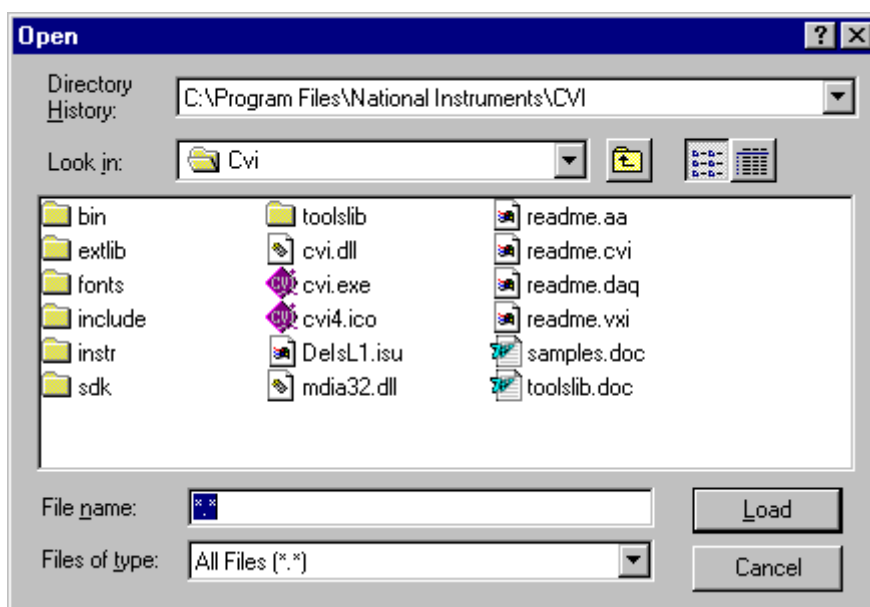 Open
Directory History: C:\Program Files\National Instruments\CVI
Look in: Cvi
bin toolslib readme.aa
extlib cvi.dll readme.cvi
fonts cvi.exe readme.daq
include cvi4.ico readme.vxi
instr DelsL1.isu samples.doc
sdk mdia32.dll toolslib.doc
File name: *.* Load
Files of type: All Files (*.*) Cancel